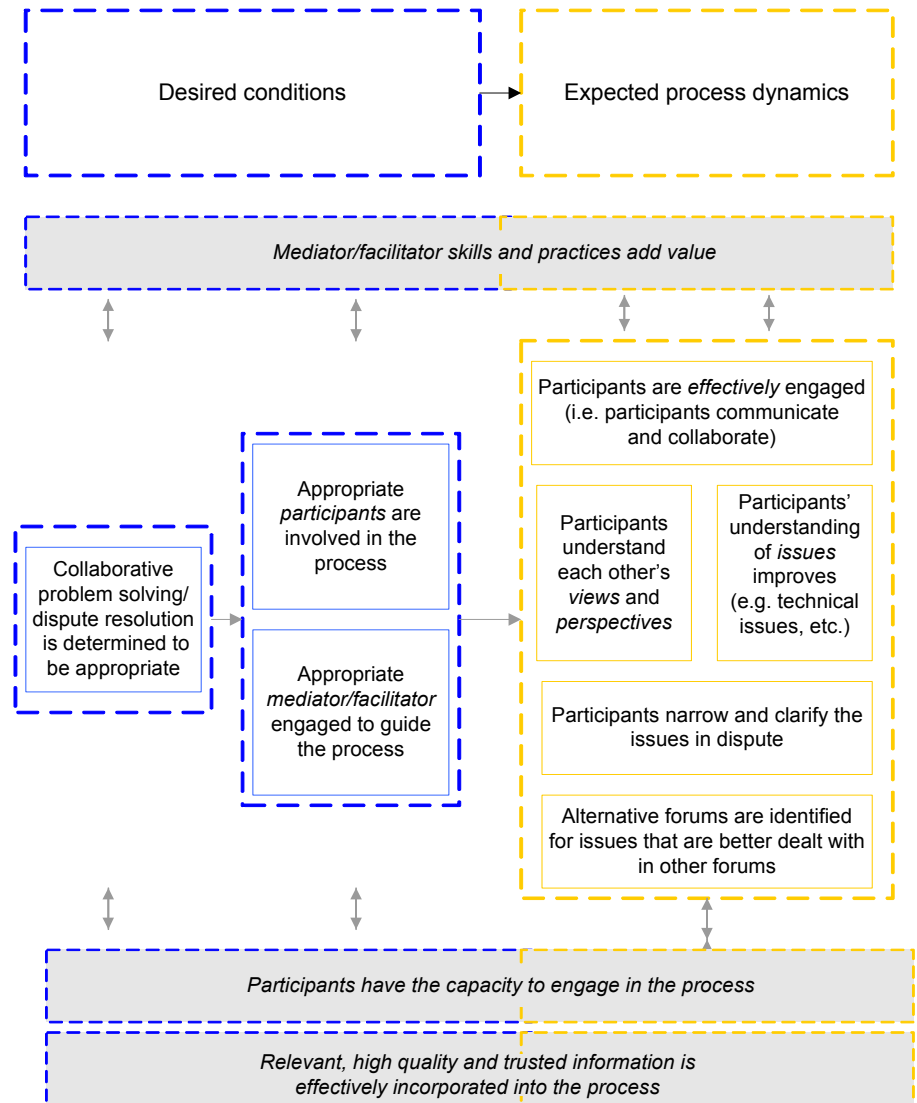 Desired conditions
Expected process dynamics
Mediator/facilitator skills and practices add value
Collaborative
problem solving/
dispute resolution
is determined to
be appropriate
Appropriate
participants are
involved in the
process
Appropriate
mediator/facilitator
engaged to guide
the process
Participants are effectively engaged
(i.e. participants communicate
and collaborate)
Participants
understand
each other’s
views and
perspectives
Participants’
understanding
of issues
improves
(e.g. technical
issues, etc.)
Participants narrow and clarify the
issues in dispute
Alternative forums are identified
for issues that are better dealt with
in other forums
Participants have the capacity to engage in the process
Relevant, high quality and trusted information is
effectively incorporated into the process